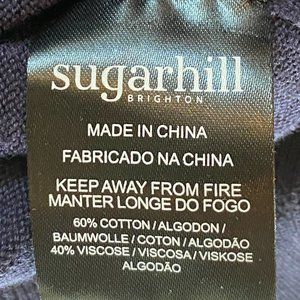 sugarhill
BRIGHTON
MADE IN CHINA
FABRICADO NA CHINA
KEEP AWAY FROM FIRE
MANTER LONGE DO FOGO
60% COTTON / ALGODON /
BAUMWOLLE / COTON / ALGODÃO
40% VISCOSE / VISCOSA / VISKOSE
ALGODÃO